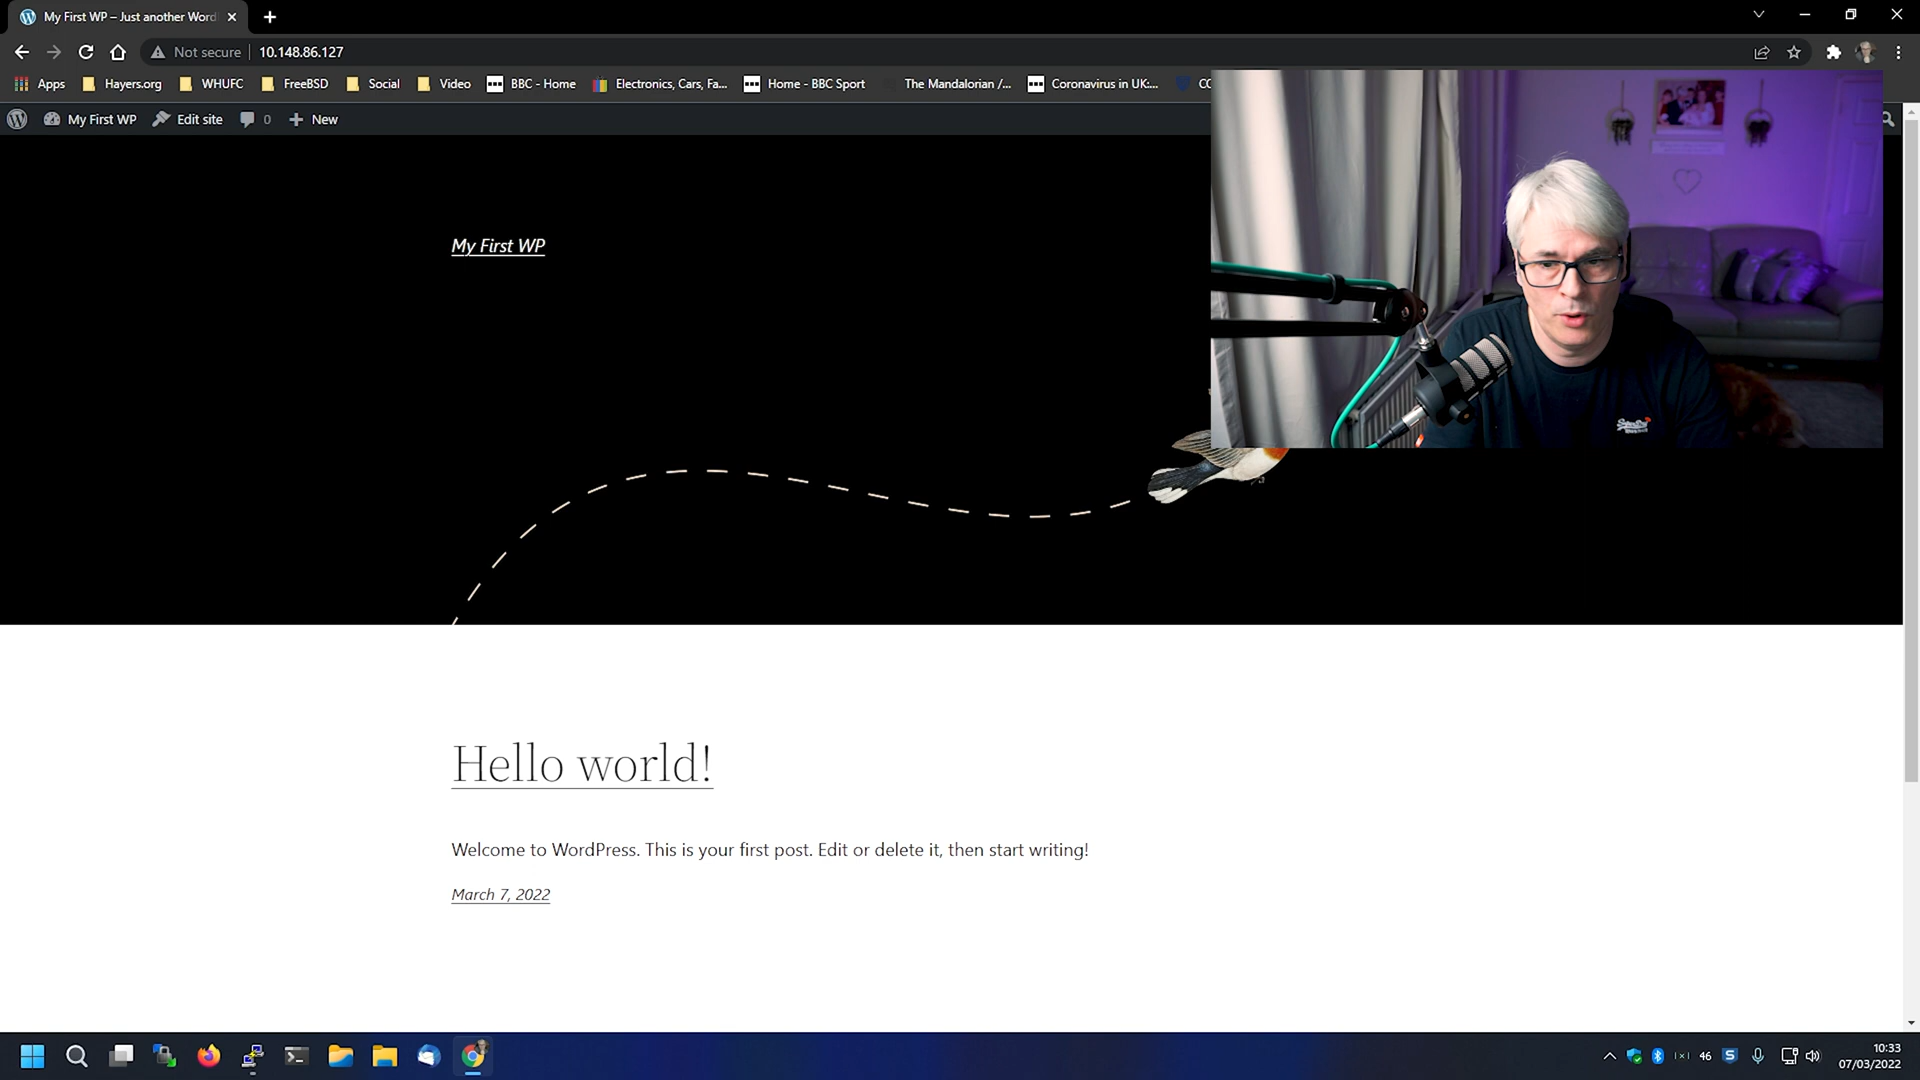 My First WP – Just another Word
Not secure
10.148.86.127
Apps
Hayers.org
WHUFC
FreeBSD
Social
Video
BBC - Home
Electronics, Cars, Fa...
Home - BBC Sport
The Mandalorian /...
Coronavirus in UK:...
My First WP
Edit site
0
New
My First WP
Hello world!
Welcome to WordPress. This is your first post. Edit or delete it, then start writing!
March 7, 2022
46
10:33
07/03/2022